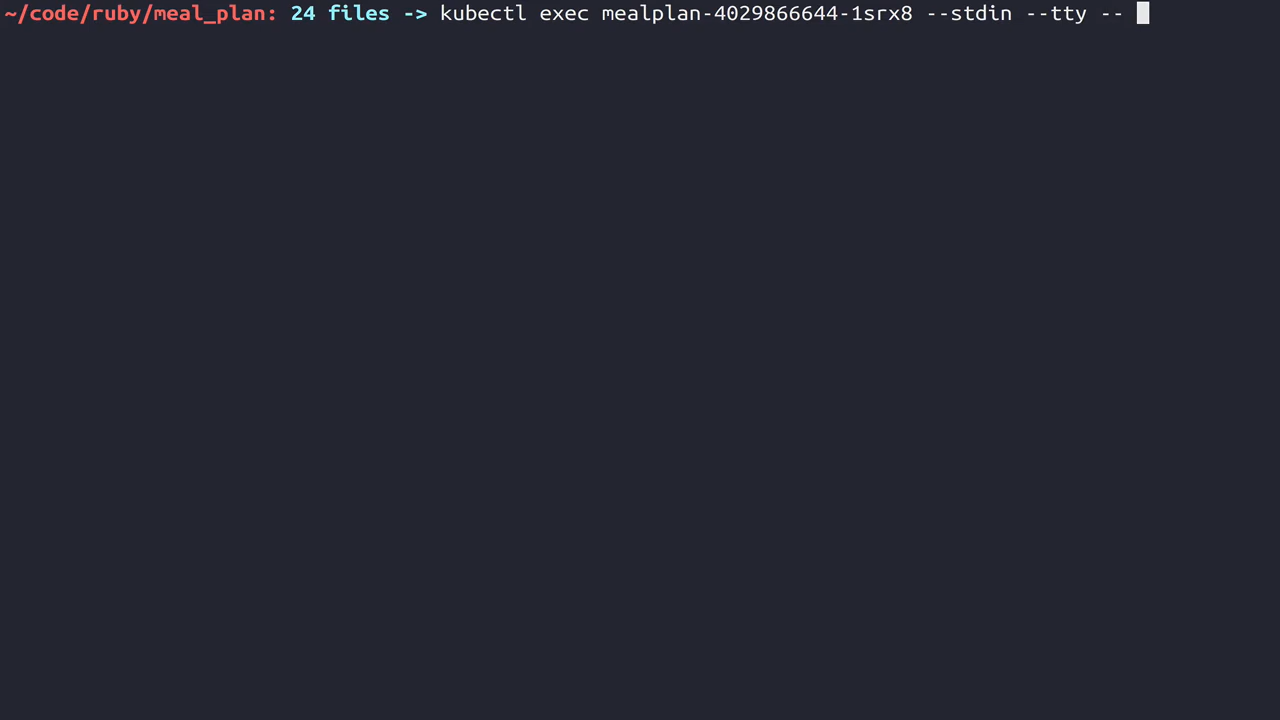 ~/code/ruby/meal_plan: 24 files -> kubectl exec mealplan-4029866644-1srx8 --stdin --tty --